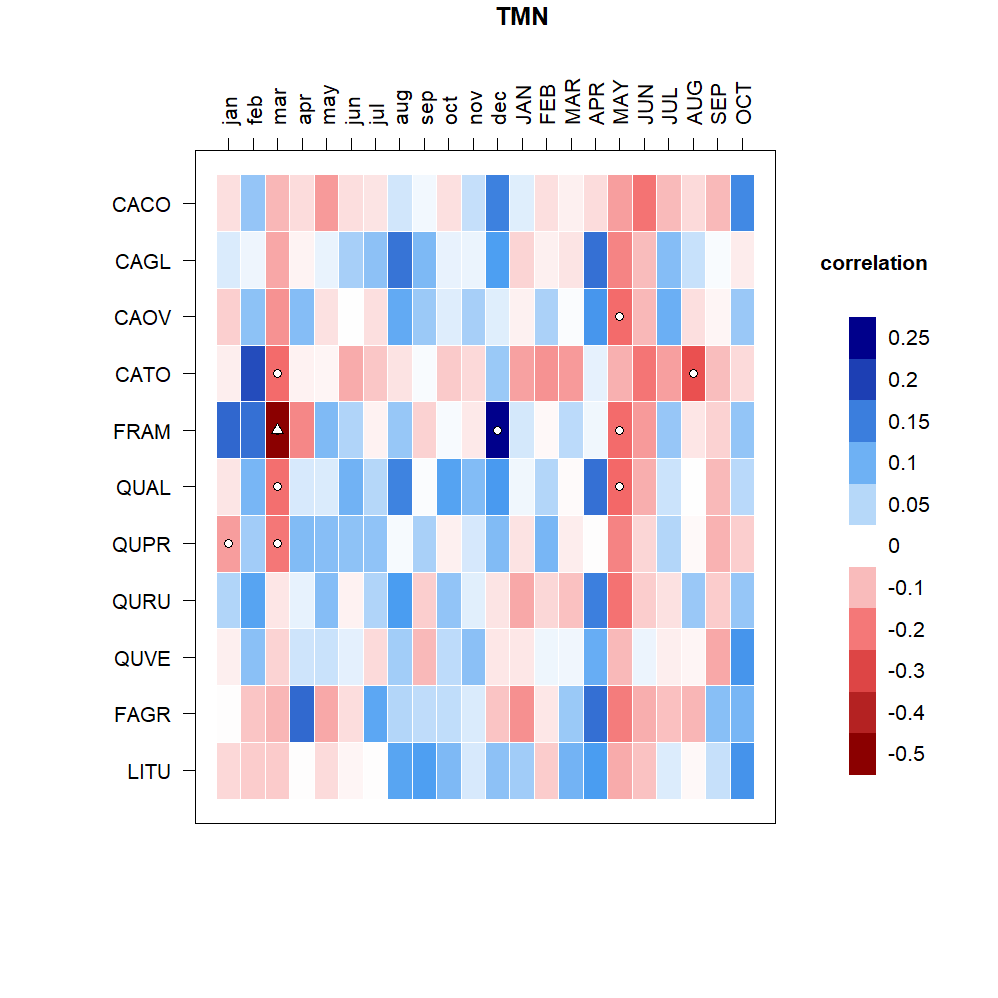 TMN
jan feb mar apr may jun jul aug sep oct nov dec JAN FEB MAR APR MAY JUN JUL AUG SEP OCT
CACO
CAGL
CAOV
CATO
FRAM
QUAL
QUPR
QURU
QUVE
FAGR
LITU
correlation
0.25
0.2
0.15
0.1
0.05
0
-0.1
-0.2
-0.3
-0.4
-0.5